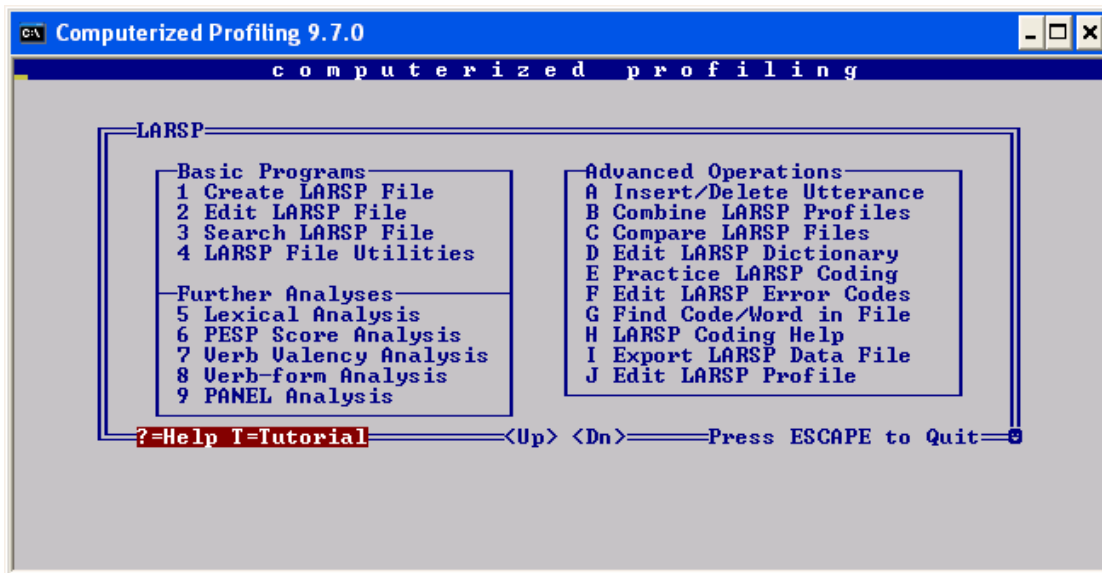 Computerized Profiling 9.7.0
computerized profiling
LARSP
Basic Programs
1 Create LARSP File
2 Edit LARSP File
3 Search LARSP File
4 LARSP File Utilities
Further Analyses
5 Lexical Analysis
6 PESP Score Analysis
7 Verb Valency Analysis
8 Verb-form Analysis
9 PANEL Analysis
Advanced Operations
A Insert/Delete Utterance
B Combine LARSP Profiles
C Compare LARSP Files
D Edit LARSP Dictionary
E Practice LARSP Coding
F Edit LARSP Error Codes
G Find Code/Word in File
H LARSP Coding Help
I Export LARSP Data File
J Edit LARSP Profile
?=Help T=Tutorial <Up> <Dn> Press ESCAPE to Quit